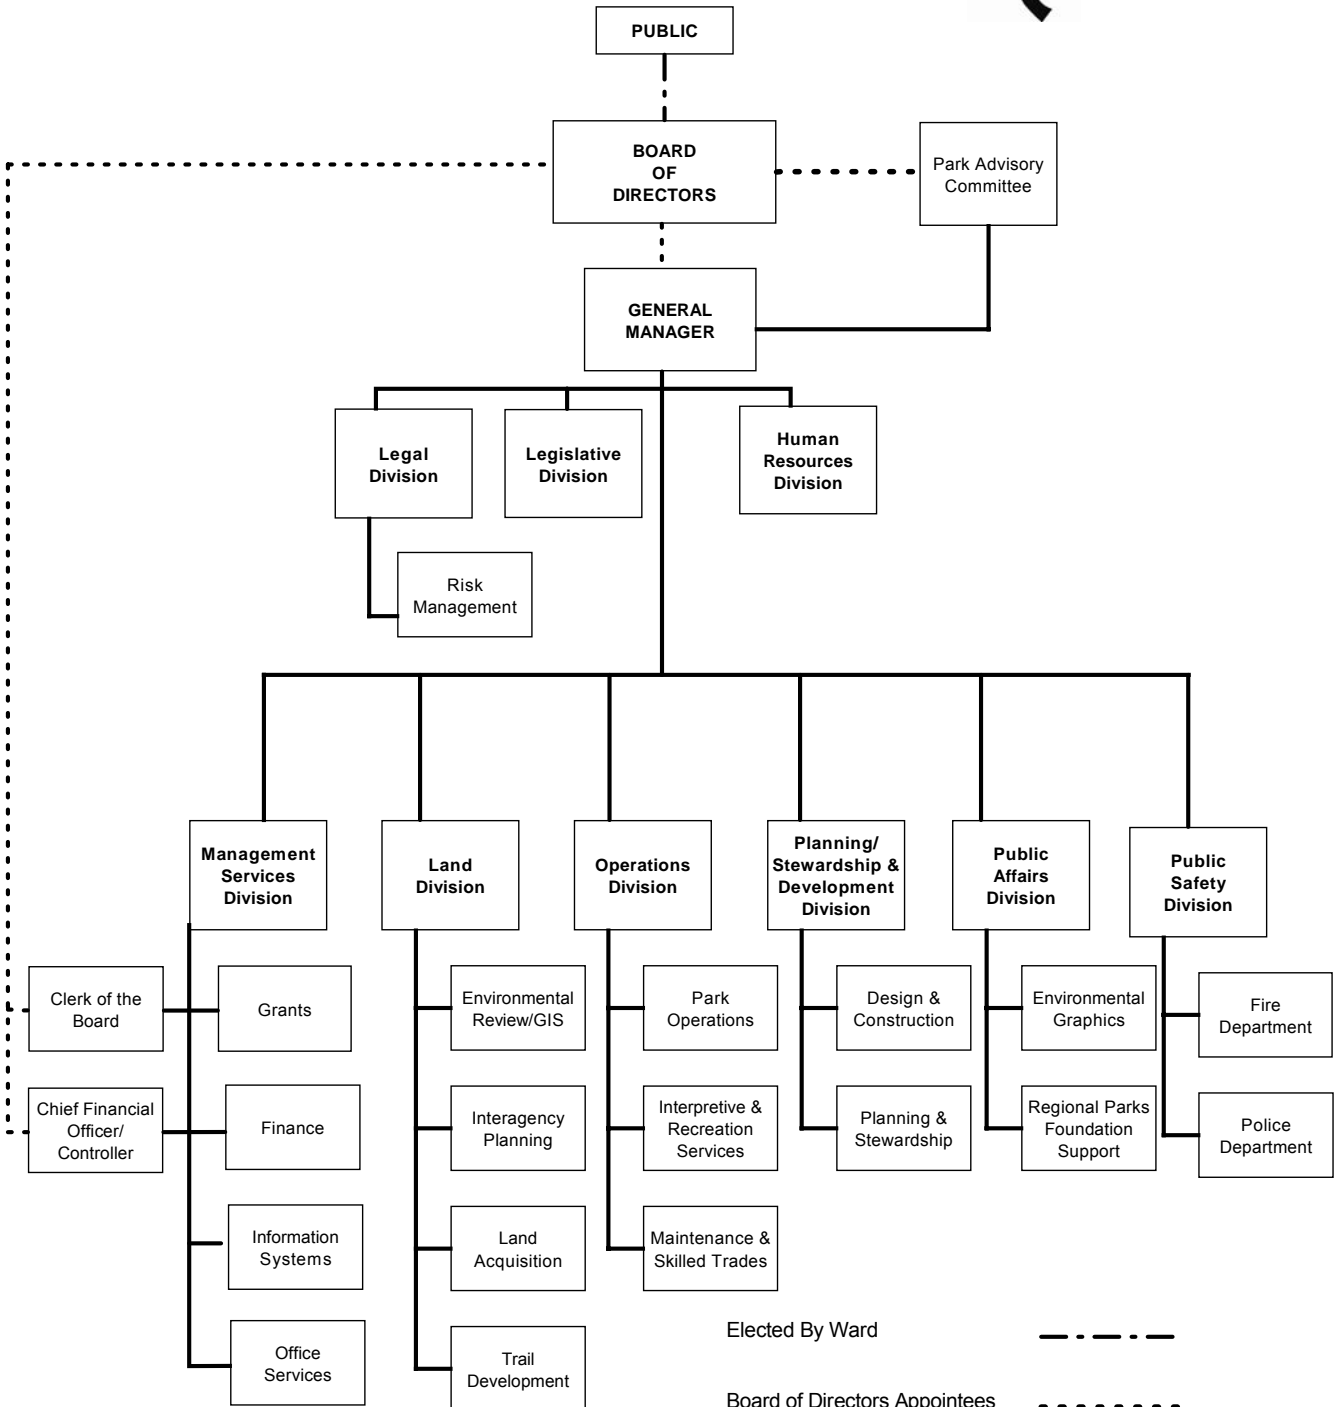 PUBLIC
BOARD
OF
DIRECTORS
Park Advisory
Committee
GENERAL
MANAGER
Legal
Division
Legislative
Division
Human
Resources
Division
Risk
Management
Management
Services
Division
Land
Division
Operations
Division
Planning/
Stewardship &
Development
Division
Public
Affairs
Division
Public
Safety
Division
Clerk of the
Board
Grants
Environmental
Review/GIS
Park
Operations
Design &
Construction
Environmental
Graphics
Fire
Department
Chief Financial
Officer/
Controller
Finance
Interagency
Planning
Interpretive &
Recreation
Services
Planning &
Stewardship
Regional Parks
Foundation
Support
Police
Department
Information
Systems
Land
Acquisition
Maintenance &
Skilled Trades
Office
Services
Trail
Development
Elected By Ward
Board of Directors Appointees